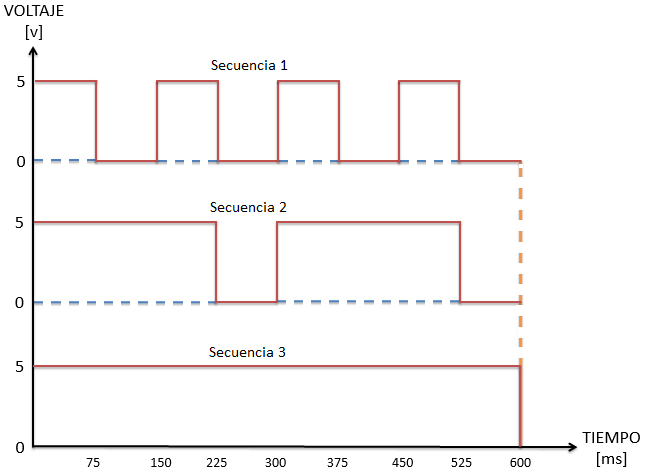 VOLTAJE
[v]
Secuencia 1
5
0
Secuencia 2
5
0
Secuencia 3
5
0
TIEMPO
[ms]
75 150 225 300 375 450 525 600